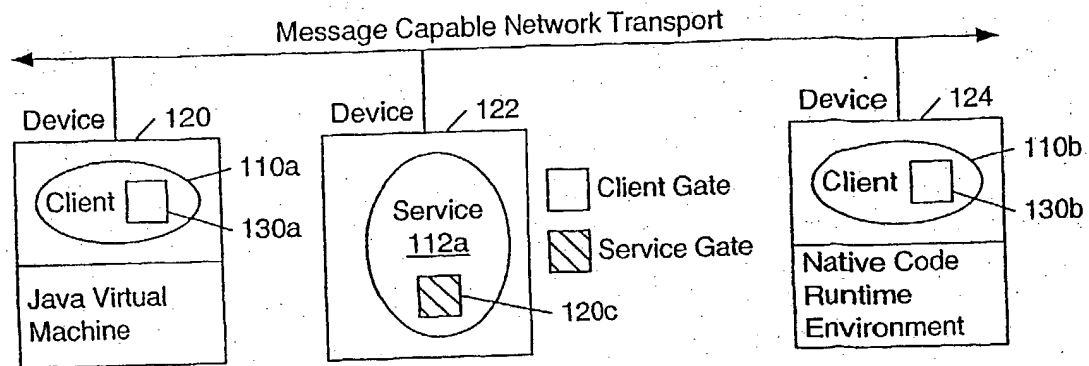 Message Capable Network Transport
Device
120
Device
122
Device
124
110a
Client
130a
Service
112a
120c
Client Gate
Service Gate
110b
Client
130b
Java Virtual
Machine
Native Code
Runtime
Environment